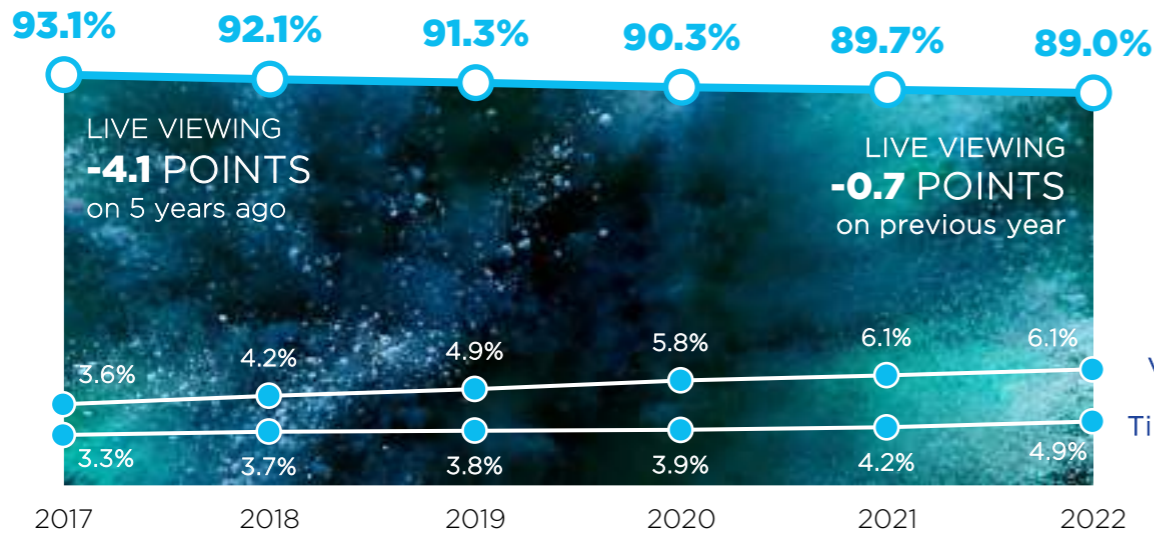 93.1% 92.1% 91.3% 90.3% 89.7% 89.0%
LIVE VIEWING
-4.1 POINTS
on 5 years ago
LIVE VIEWING
-0.7 POINTS
on previous year
3.6% 4.2% 4.9% 5.8% 6.1% 6.1%
3.3% 3.7% 3.8% 3.9% 4.2% 4.9%
2017 2018 2019 2020 2021 2022